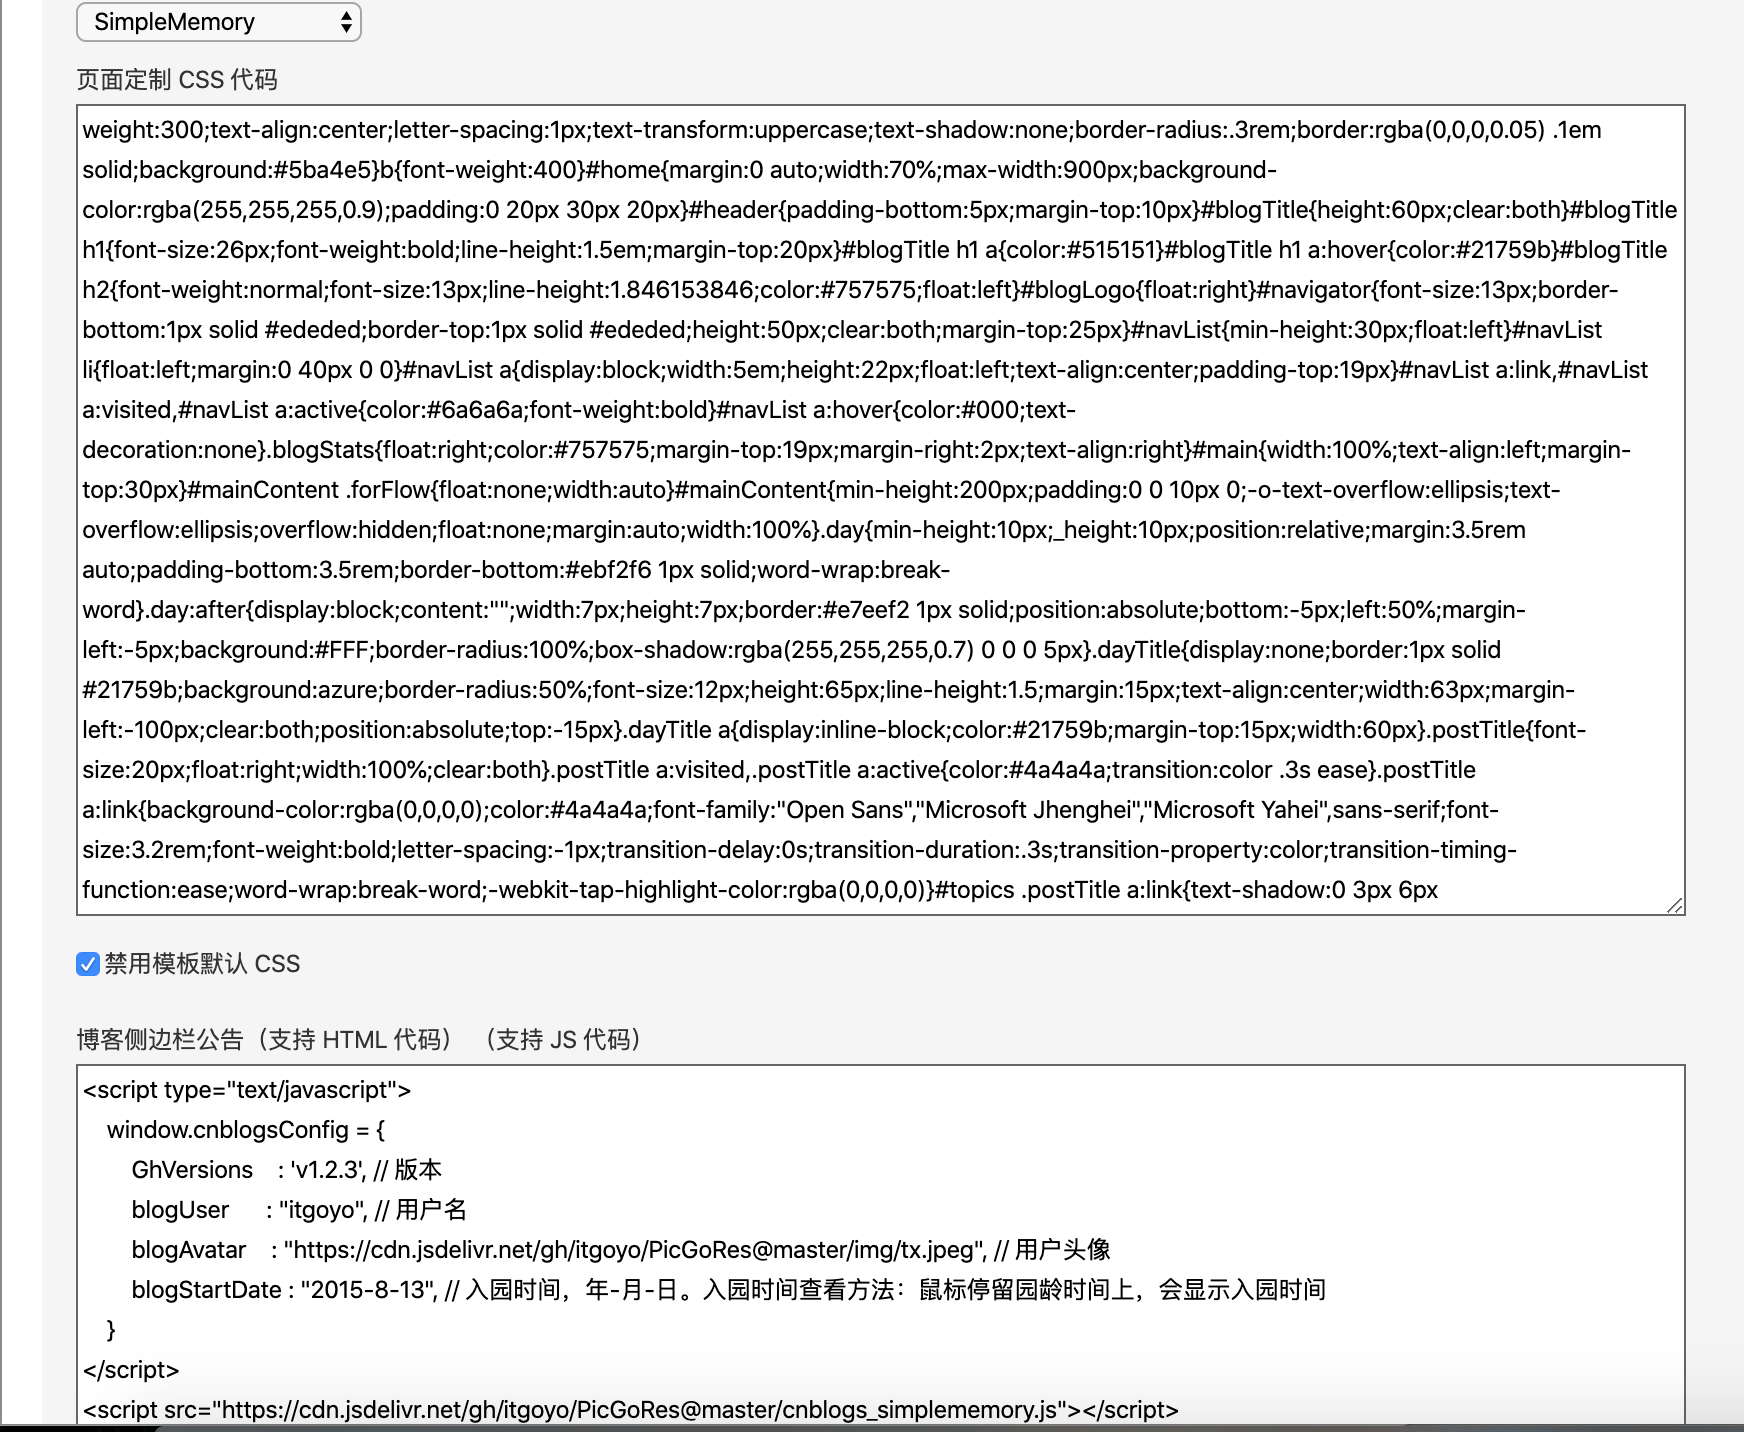 SimpleMemory
页面定制 CSS 代码
weight:300;text-align:center;letter-spacing:1px;text-transform:uppercase;text-shadow:none;border-radius:.3rem;border:rgba(0,0,0,0.05) .1em
solid;background:#5ba4e5}b{font-weight:400}#home{margin:0 auto;width:70%;max-width:900px;background-
color:rgba(255,255,255,0.9);padding:0 20px 30px 20px}#header{padding-bottom:5px;margin-top:10px}#blogTitle{height:60px;clear:both}#blogTitle
h1{font-size:26px;font-weight:bold;line-height:1.5em;margin-top:20px}#blogTitle h1 a{color:#515151}#blogTitle h1 a:hover{color:#21759b}#blogTitle
h2{font-weight:normal;font-size:13px;line-height:1.846153846;color:#757575;float:left}#blogLogo{float:right}#navigator{font-size:13px;border-
bottom:1px solid #ededed;border-top:1px solid #ededed;height:50px;clear:both;margin-top:25px}#navList{min-height:30px;float:left}#navList
li{float:left;margin:0 40px 0 0}#navList a{display:block;width:5em;height:22px;float:left;text-align:center;padding-top:19px}#navList a:link,#navList
a:visited,#navList a:active{color:#6a6a6a;font-weight:bold}#navList a:hover{color:#000;text-
decoration:none}.blogStats{float:right;color:#757575;margin-top:19px;margin-right:2px;text-align:right}#main{width:100%;text-align:left;margin-
top:30px}#mainContent .forFlow{float:none;width:auto}#mainContent{min-height:200px;padding:0 0 10px 0;-o-text-overflow:ellipsis;text-
overflow:ellipsis;overflow:hidden;float:none;margin:auto;width:100%}.day{min-height:10px;_height:10px;position:relative;margin:3.5rem
auto;padding-bottom:3.5rem;border-bottom:#ebf2f6 1px solid;word-wrap:break-
word}.day:after{display:block;content:"";width:7px;height:7px;border:#e7eef2 1px solid;position:absolute;bottom:-5px;left:50%;margin-
left:-5px;background:#FFF;border-radius:100%;box-shadow:rgba(255,255,255,0.7) 0 0 0 5px}.dayTitle{display:none;border:1px solid
#21759b;background:azure;border-radius:50%;font-size:12px;height:65px;line-height:1.5;margin:15px;text-align:center;width:63px;margin-
left:-100px;clear:both;position:absolute;top:-15px}.dayTitle a{display:inline-block;color:#21759b;margin-top:15px;width:60px}.postTitle{font-
size:20px;float:right;width:100%;clear:both}.postTitle a:visited,.postTitle a:active{color:#4a4a4a;transition:color .3s ease}.postTitle
a:link{background-color:rgba(0,0,0,0);color:#4a4a4a;font-family:"Open Sans","Microsoft Jhenghei","Microsoft Yahei",sans-serif;font-
size:3.2rem;font-weight:bold;letter-spacing:-1px;transition-delay:0s;transition-duration:.3s;transition-property:color;transition-timing-
function:ease;word-wrap:break-word;-webkit-tap-highlight-color:rgba(0,0,0,0)}#topics .postTitle a:link{text-shadow:0 3px 6px
禁用模板默认 CSS
博客侧边栏公告（支持 HTML 代码） （支持 JS 代码）
<script type="text/javascript">
window.cnblogsConfig = {
GhVersions : 'v1.2.3', // 版本
blogUser : "itgoyo", // 用户名
blogAvatar : "https://cdn.jsdelivr.net/gh/itgoyo/PicGoRes@master/img/tx.jpeg", // 用户头像
blogStartDate : "2015-8-13", // 入园时间，年-月-日。入园时间查看方法：鼠标停留园龄时间上，会显示入园时间
}
</script>
<script src="https://cdn.jsdelivr.net/gh/itgoyo/PicGoRes@master/cnblogs_simplememory.js"></script>